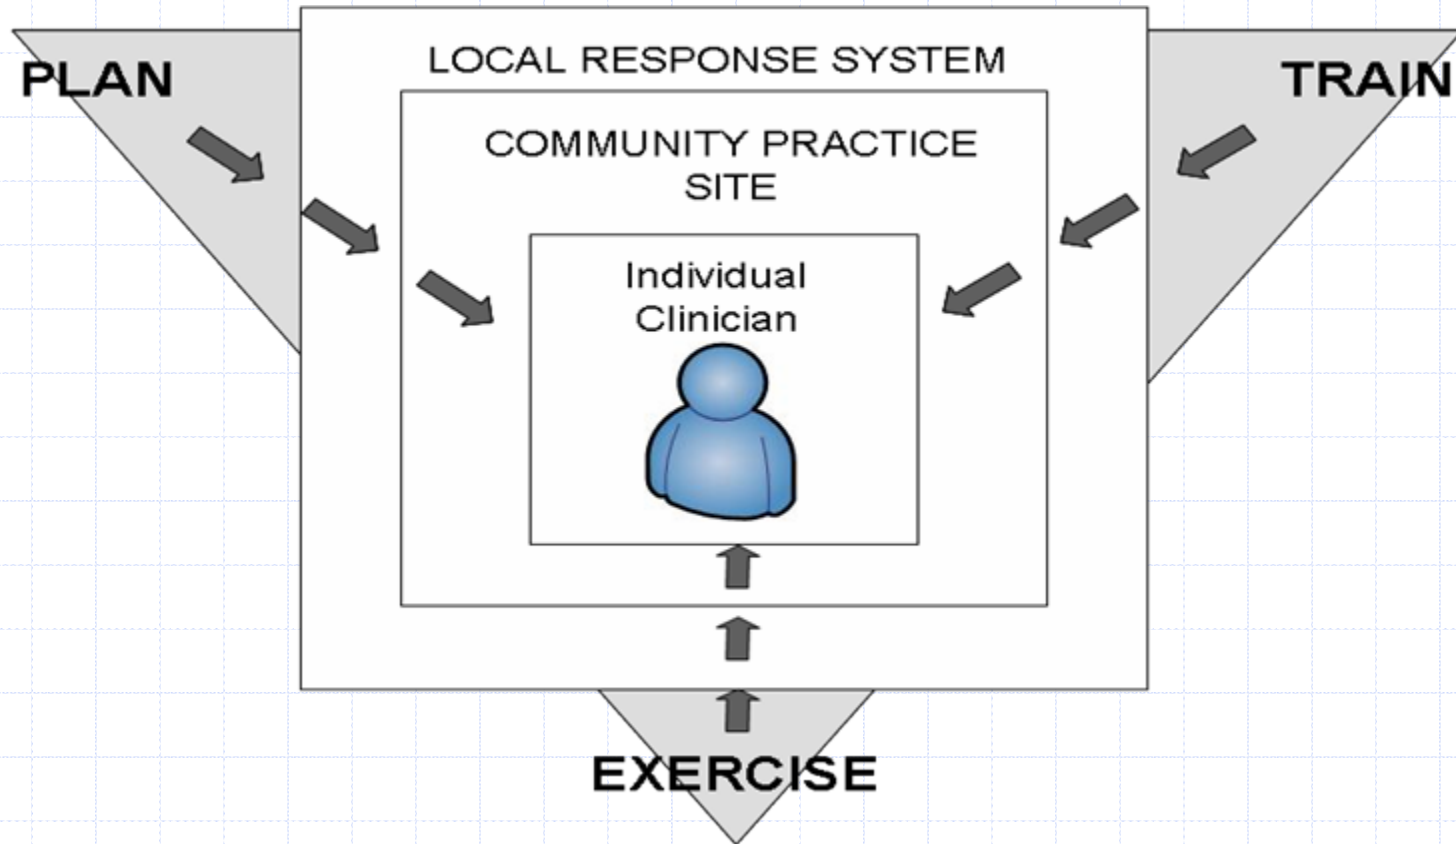 LOCAL RESPONSE SYSTEM
PLAN
TRAIN
COMMUNITY PRACTICE
SITE
Individual
Clinician
EXERCISE